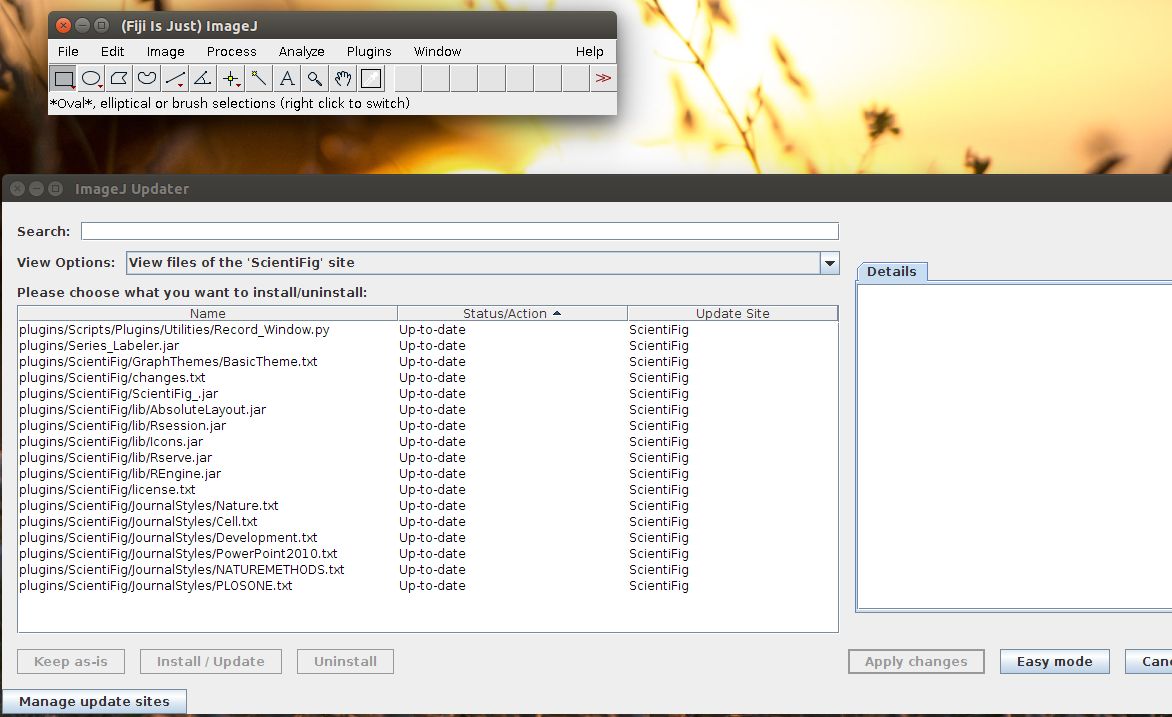 (Fiji Is Just) ImageJ
File Edit Image Process Analyze Plugins Window Help
A >>
*Oval*, elliptical or brush selections (right click to switch)
ImageJ Updater
Search:
View Options: View files of the 'ScientiFig' site
Please choose what you want to install/uninstall:
Name Status/Action Update Site
plugins/Scripts/Plugins/Utilities/Record_Window.py Up-to-date ScientiFig
plugins/Series_Labeler.jar Up-to-date ScientiFig
plugins/ScientiFig/GraphThemes/BasicTheme.txt Up-to-date ScientiFig
plugins/ScientiFig/changes.txt Up-to-date ScientiFig
plugins/ScientiFig/ScientiFig_.jar Up-to-date ScientiFig
plugins/ScientiFig/lib/AbsoluteLayout.jar Up-to-date ScientiFig
plugins/ScientiFig/lib/Rsession.jar Up-to-date ScientiFig
plugins/ScientiFig/lib/Icons.jar Up-to-date ScientiFig
plugins/ScientiFig/lib/Rserve.jar Up-to-date ScientiFig
plugins/ScientiFig/lib/REngine.jar Up-to-date ScientiFig
plugins/ScientiFig/license.txt Up-to-date ScientiFig
plugins/ScientiFig/JournalStyles/Nature.txt Up-to-date ScientiFig
plugins/ScientiFig/JournalStyles/Cell.txt Up-to-date ScientiFig
plugins/ScientiFig/JournalStyles/Development.txt Up-to-date ScientiFig
plugins/ScientiFig/JournalStyles/PowerPoint2010.txt Up-to-date ScientiFig
plugins/ScientiFig/JournalStyles/NATUREMETHODS.txt Up-to-date ScientiFig
plugins/ScientiFig/JournalStyles/PLOSONE.txt Up-to-date ScientiFig
Details
Keep as-is Install / Update Uninstall Apply changes Easy mode Canc
Manage update sites